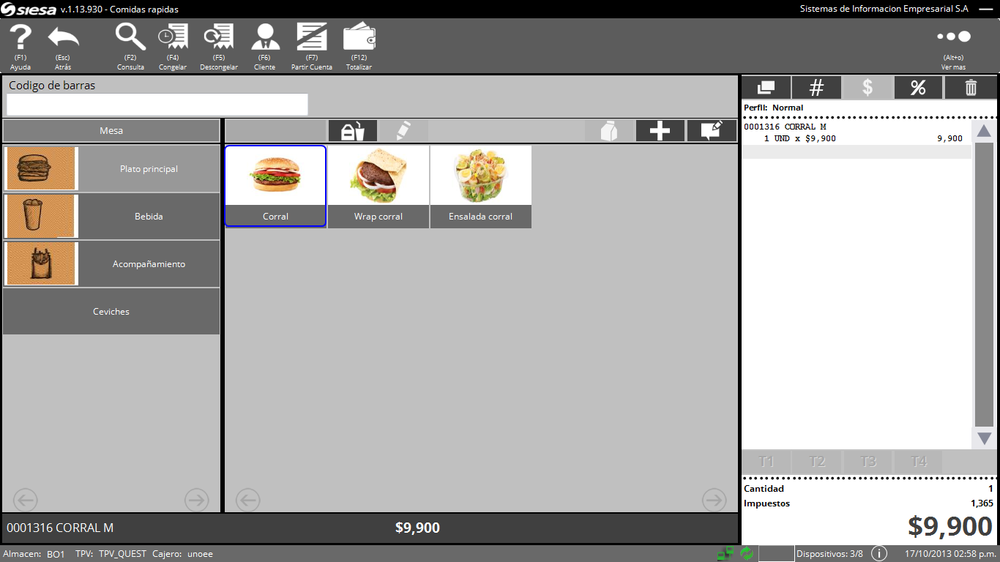 siesa v.1.13.930 - Comidas rapidas
Sistemas de Informacion Empresarial S.A
(F1) Ayuda
(Esc) Atrás
(F2) Consulta
(F4) Congelar
(F5) Descongelar
(F6) Cliente
(F7) Partir Cuenta
(F12) Totalizar
(Alt+o) Ver mas
Codigo de barras
Mesa
Plato principal
Bebida
Acompañamiento
Ceviches
Corral
Wrap corral
Ensalada corral
# $ %
Perfil: Normal
0001316 CORRAL M
1 UND x $9,900 9,900
T1 T2 T3 T4
Cantidad 1
Impuestos 1,365
$9,900
0001316 CORRAL M $9,900
Almacen: BO1 TPV: TPV_QUEST Cajero: unoee
Dispositivos: 3/8 i 17/10/2013 02:58 p.m.